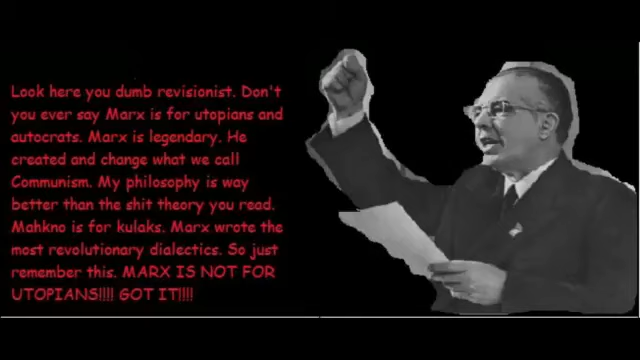 Look here you dumb revisionist. Don't
you ever say Marx is for utopians and
autocrats. Marx is legendary. He
created and change what we call
Communism. My philosophy is way
better than the shit theory you read.
Mahkno is for kulaks. Marx wrote the
most revolutionary dialectics. So just
remember this. MARX IS NOT FOR
UTOPIANS!!!! GOT IT!!!!